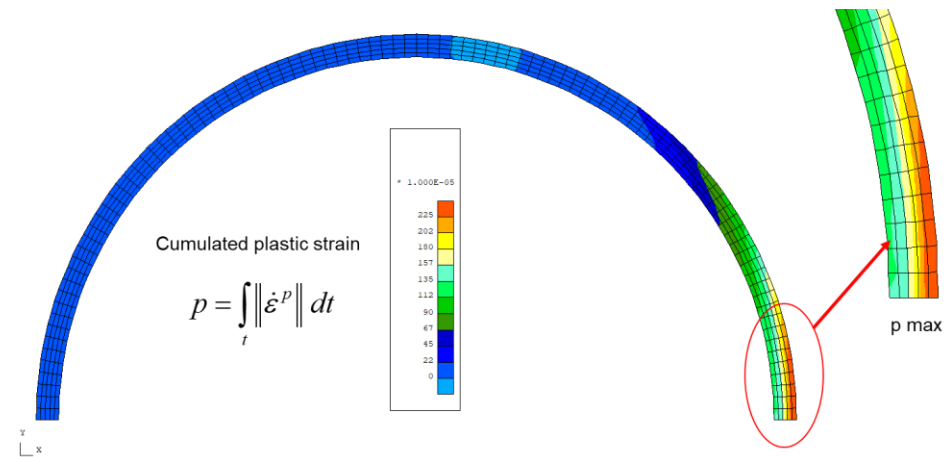 * 1.000E-05
225
202
180
157
135
112
90
67
45
22
0
Cumulated plastic strain
p = ∫ₜ ‖ε̇ᵖ‖ dt
p max
Y
X